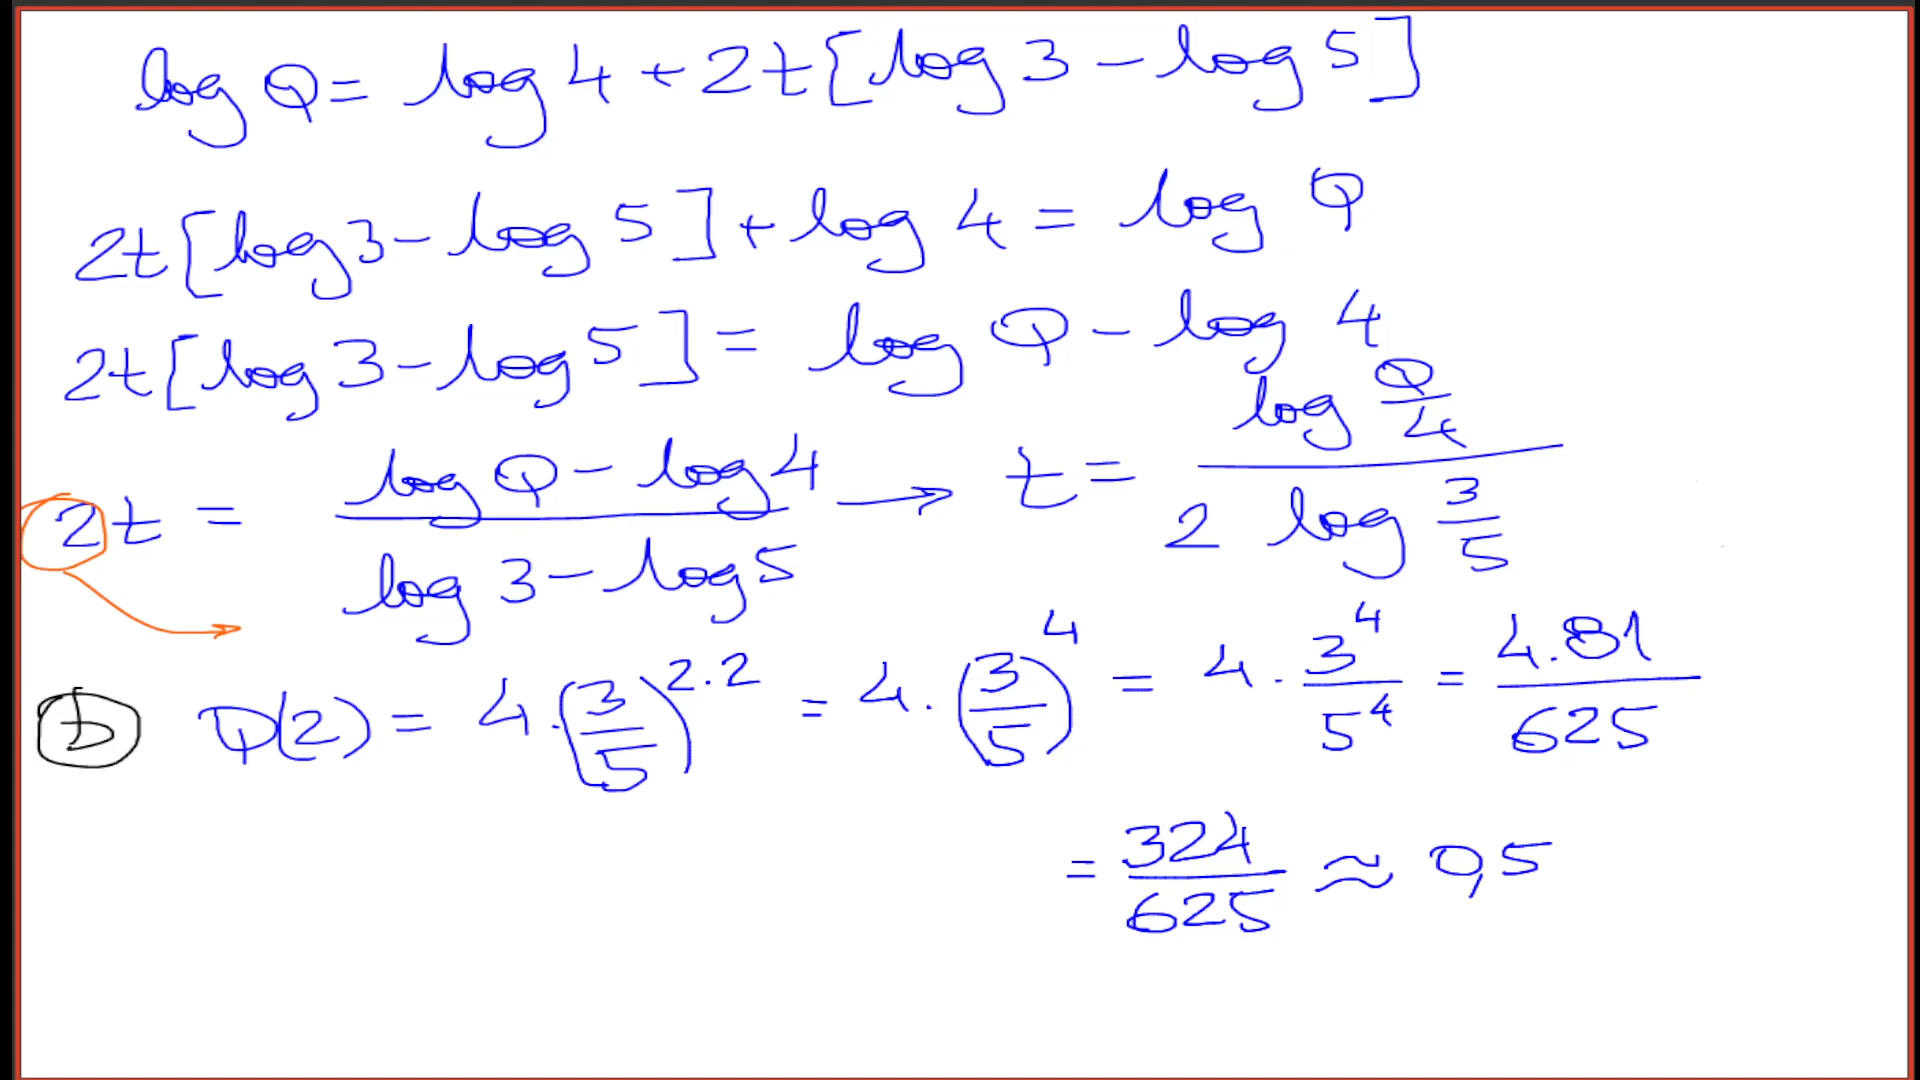 log Q = log 4 + 2t [log 3 - log 5]
2t [log 3 - log 5] + log 4 = log Q
2t [log 3 - log 5] = log Q - log 4
2t = (log Q - log 4)/(log 3 - log 5) → t = (log Q/4)/(2 log 3/5)
b Q(2) = 4.(3/5)^2.2 = 4.(3/5)^4 = 4.3^4/5^4 = 4.81/625
= 324/625 ≈ 0,5